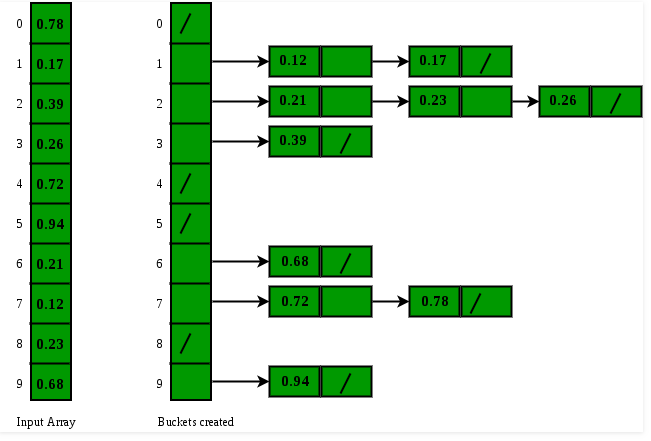 0 0.78 0 /
1 0.17 1 0.12 0.17 /
2 0.39 2 0.21 0.23 0.26 /
3 0.26 3 0.39 /
4 0.72 4 /
5 0.94 5 /
6 0.21 6 0.68 /
7 0.12 7 0.72 0.78 /
8 0.23 8 /
9 0.68 9 0.94 /
Input Array Buckets created